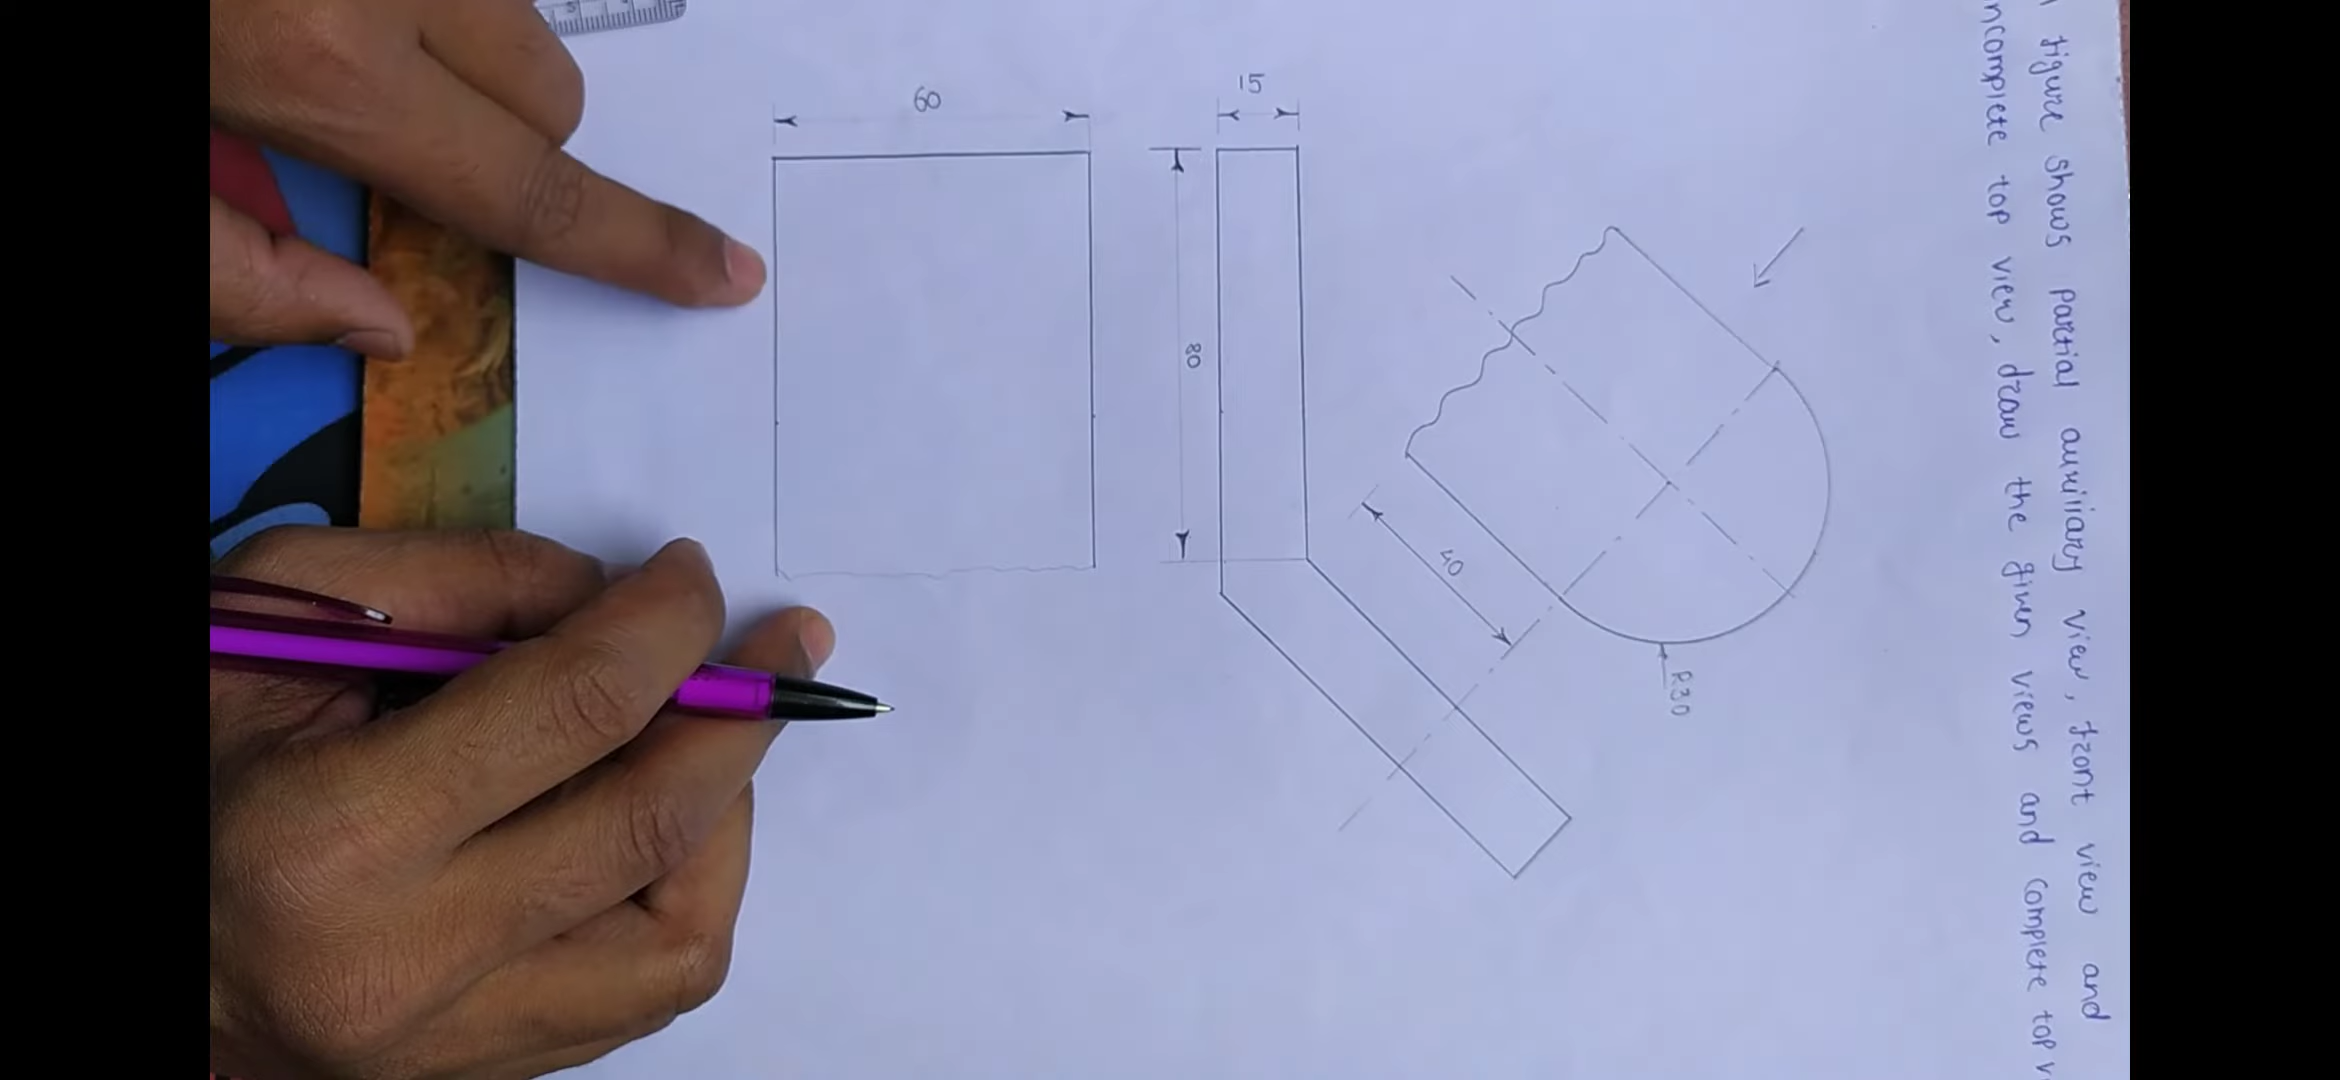 figure shows partial auxiliary view, front view and
ncomplete top view, draw the given views and complete top v
R30
40
15
80
60